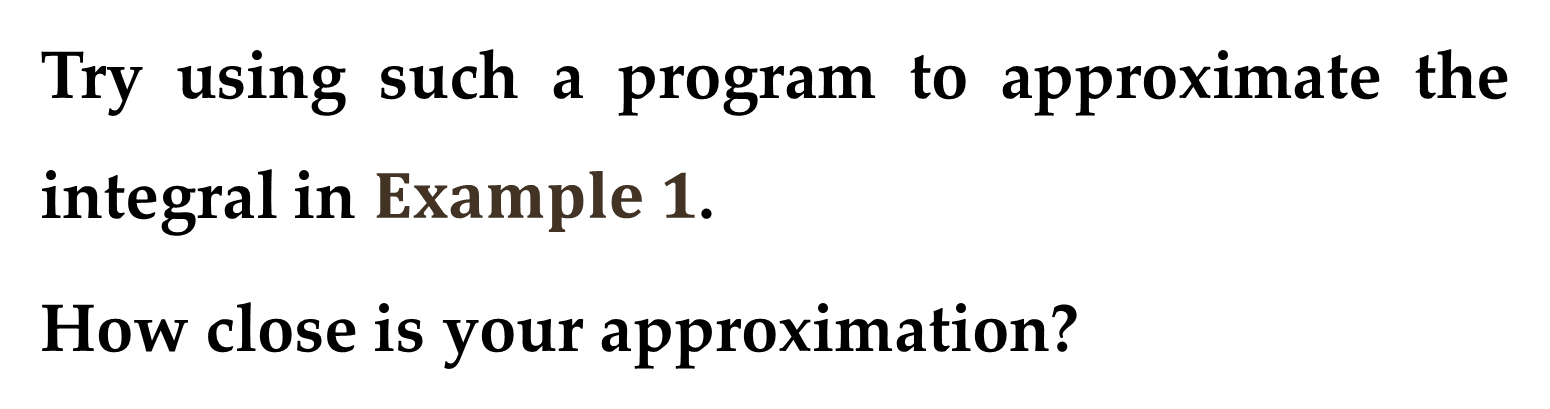 Try using such a program to approximate the
integral in Example 1.
How close is your approximation?